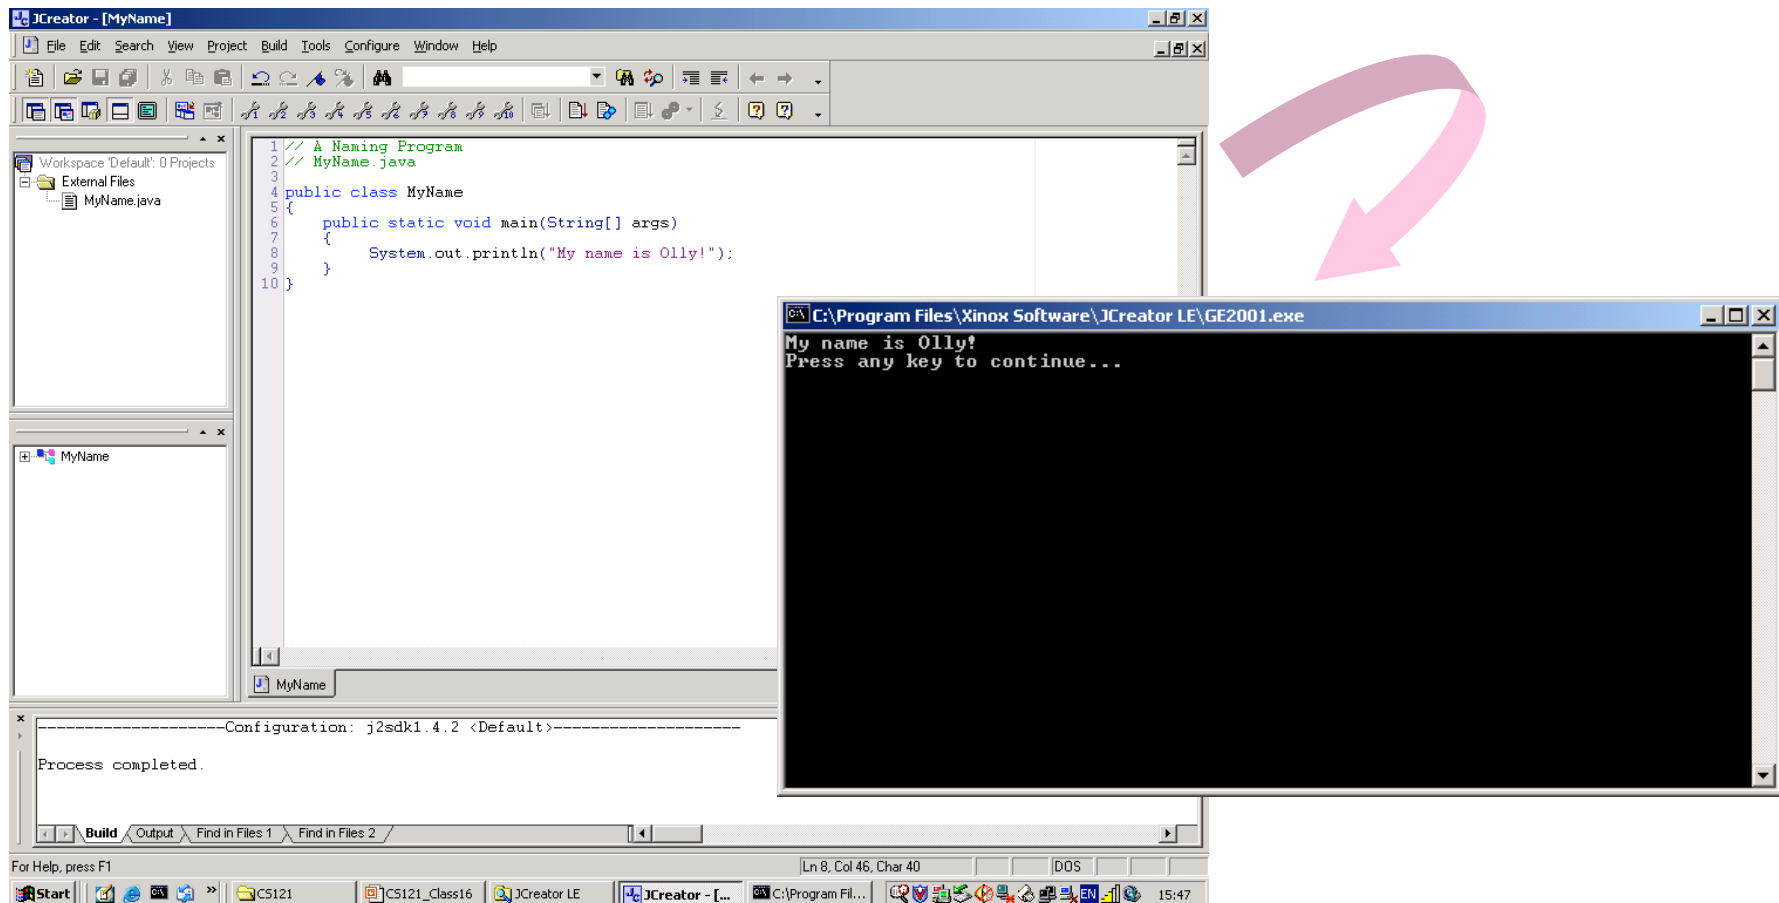 JCreator - [MyName]
File Edit Search View Project Build Tools Configure Window Help
Workspace 'Default': 0 Projects
External Files
MyName.java
MyName
1 // A Naming Program
2 // MyName.java
3
4 public class MyName
5 {
6 public static void main(String[] args)
7 {
8 System.out.println("My name is Olly!");
9 }
10 }
MyName
C:\Program Files\Xinox Software\JCreator LE\GE2001.exe
My name is Olly!
Press any key to continue...
--------------------Configuration: j2sdk1.4.2 <Default>--------------------
Process completed.
Build Output Find in Files 1 Find in Files 2
For Help, press F1 Ln 8, Col 46, Char 40 DOS
Start » CS121 CS121_Class16 JCreator LE JCreator - [... C:\Program Fil... EN 15:47